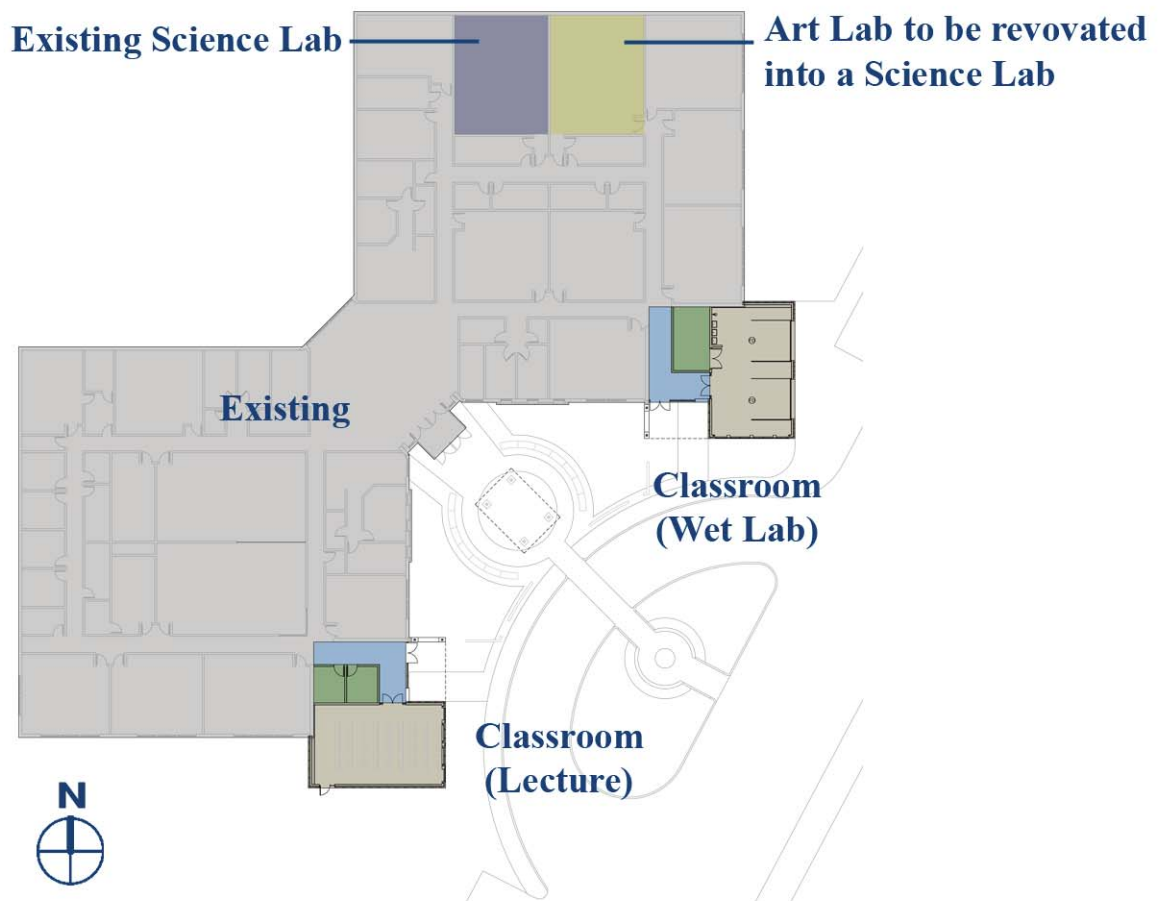 Existing Science Lab
Art Lab to be revovated
into a Science Lab
Existing
Classroom
(Wet Lab)
Classroom
(Lecture)
N